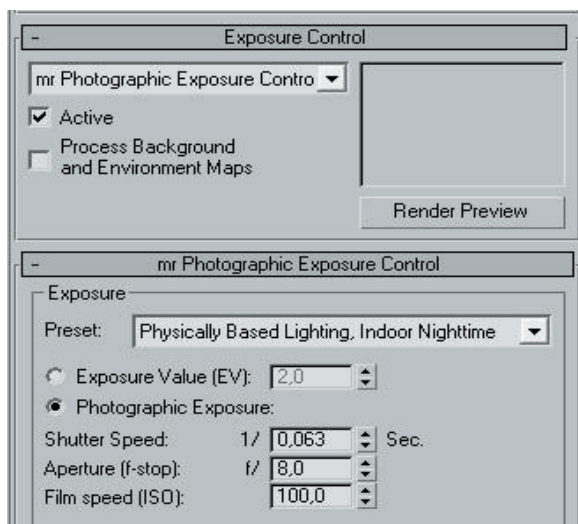 - Exposure Control
mr Photographic Exposure Contro
Active
Process Background
and Environment Maps
Render Preview
- mr Photographic Exposure Control
Exposure
Preset: Physically Based Lighting, Indoor Nighttime
Exposure Value (EV): 2,0
Photographic Exposure:
Shutter Speed: 1/ 0,063 Sec.
Aperture (f-stop): f/ 8,0
Film speed (ISO): 100,0